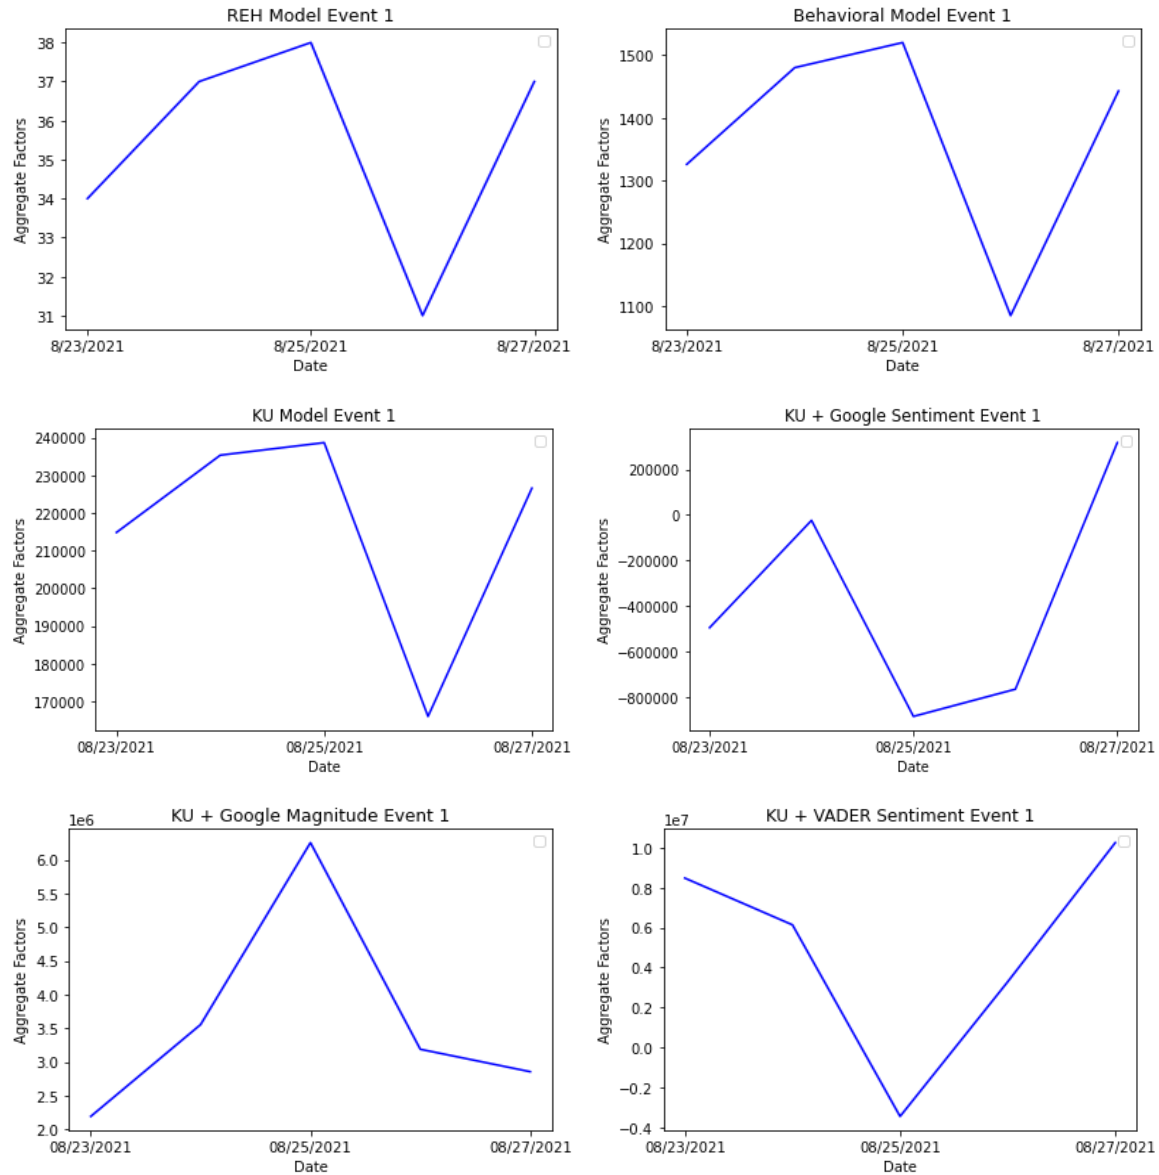 REH Model Event 1
38
37
36
35
34
33
32
31
Aggregate Factors
8/23/2021 8/25/2021 8/27/2021
Date
Behavioral Model Event 1
1500
1400
1300
1200
1100
Aggregate Factors
8/23/2021 8/25/2021 8/27/2021
Date
KU Model Event 1
240000
230000
220000
210000
200000
190000
180000
170000
Aggregate Factors
08/23/2021 08/25/2021 08/27/2021
Date
KU + Google Sentiment Event 1
200000
0
−200000
−400000
−600000
−800000
Aggregate Factors
08/23/2021 08/25/2021 08/27/2021
Date
KU + Google Magnitude Event 1
1e6
6.0
5.5
5.0
4.5
4.0
3.5
3.0
2.5
2.0
Aggregate Factors
08/23/2021 08/25/2021 08/27/2021
Date
KU + VADER Sentiment Event 1
1e7
1.0
0.8
0.6
0.4
0.2
0.0
−0.2
−0.4
Aggregate Factors
08/23/2021 08/25/2021 08/27/2021
Date